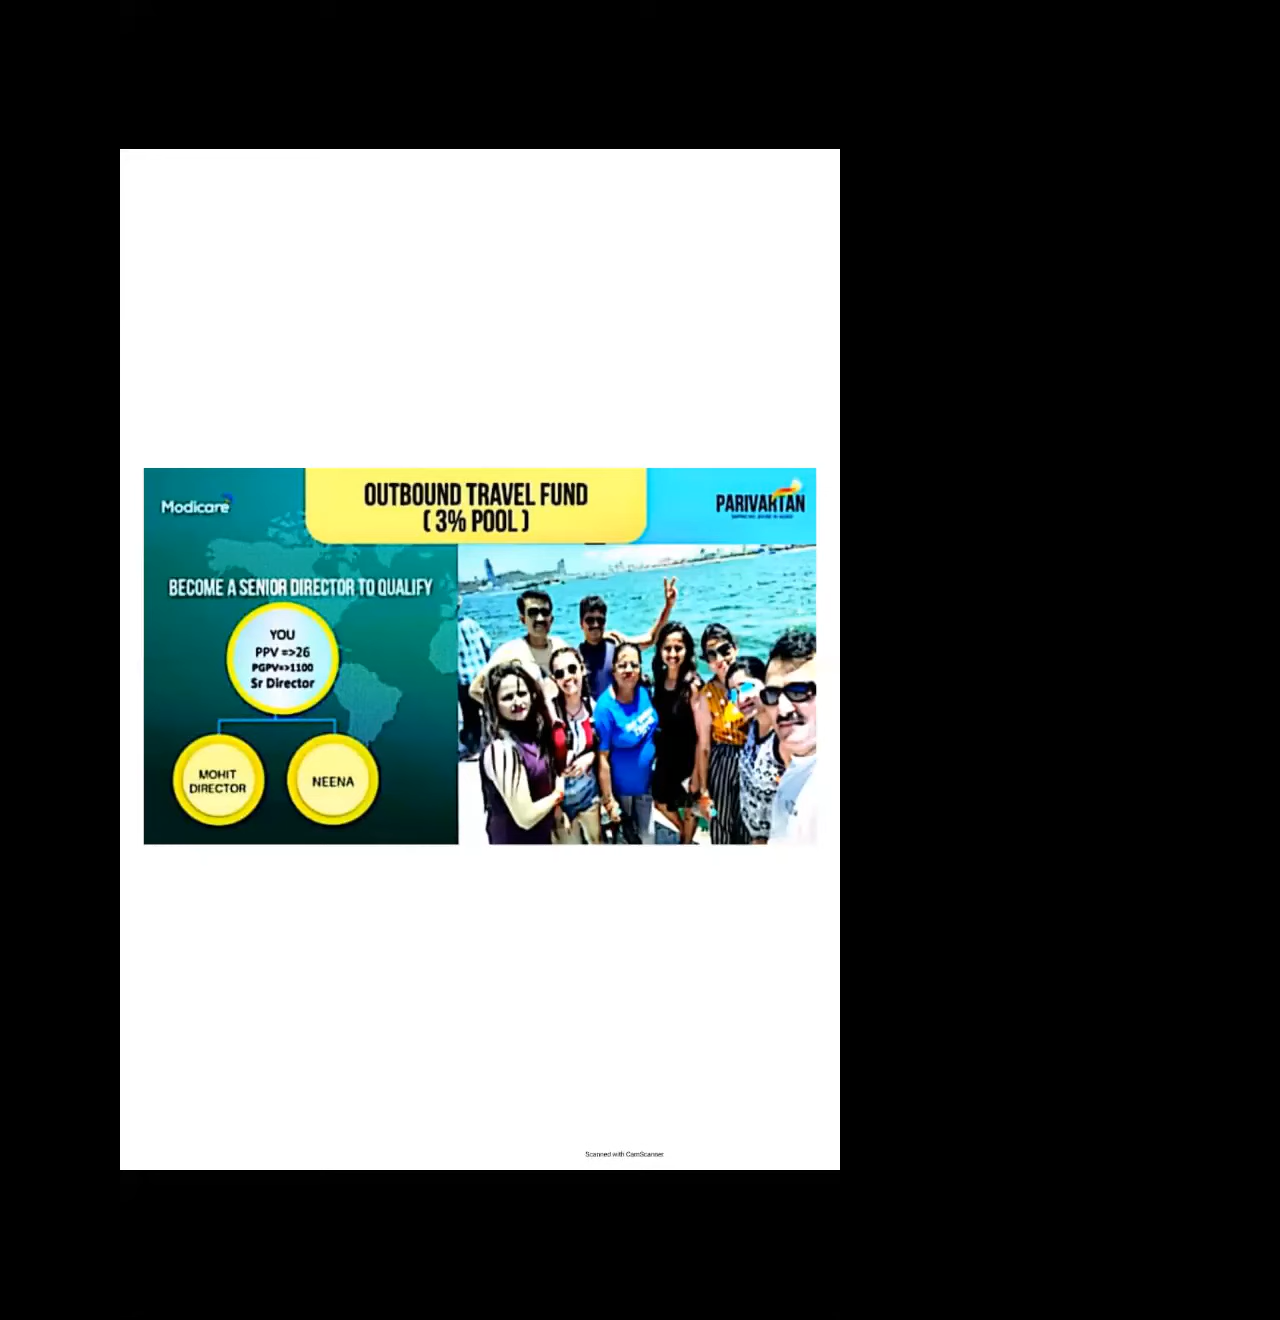 Modicare
OUTBOUND TRAVEL FUND
( 3% POOL )
PARIVARTAN
BECOME A SENIOR DIRECTOR TO QUALIFY
YOU
PPV =>26
PGPV=>1100
Sr Director
MOHIT
DIRECTOR
NEENA
Scanned with CamScanner